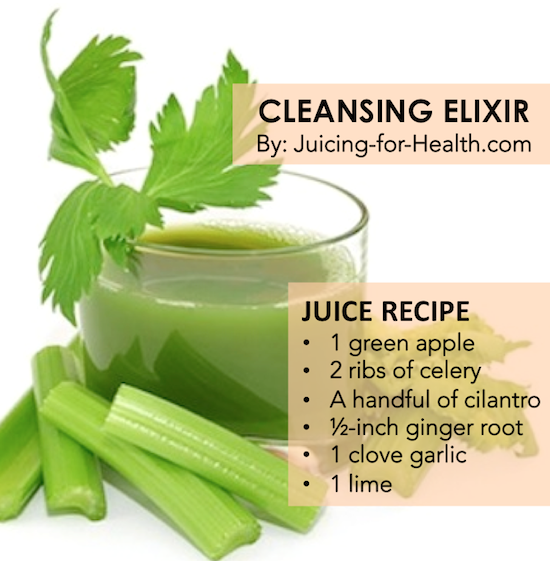 CLEANSING ELIXIR
By: Juicing-for-Health.com
JUICE RECIPE
• 1 green apple
• 2 ribs of celery
• A handful of cilantro
• ½-inch ginger root
• 1 clove garlic
• 1 lime